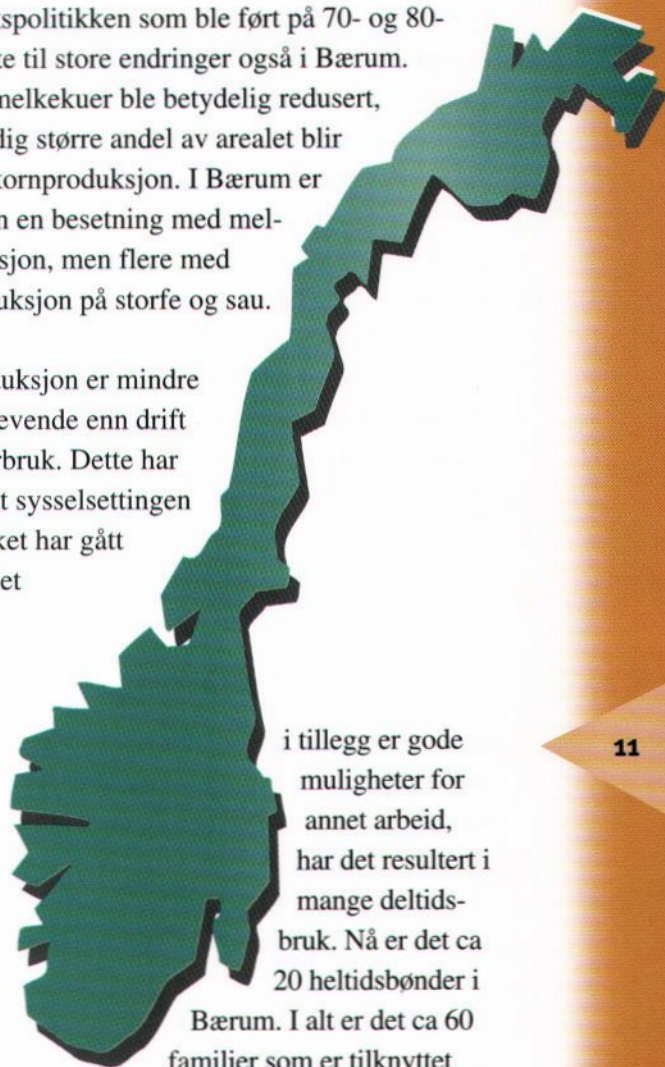 kspolitikken som ble ført på 70- og 80-
te til store endringer også i Bærum.
melkekuer ble betydelig redusert,
dig større andel av arealet blir
kornproduksjon. I Bærum er
n en besetning med mel-
sjon, men flere med
uksjon på storfe og sau.
uksjon er mindre
evende enn drift
rbruk. Dette har
t sysselsettingen
ket har gått
et
i tillegg er gode
muligheter for
annet arbeid,
har det resultert i
mange deltids-
bruk. Nå er det ca
20 heltidsbønder i
Bærum. I alt er det ca 60
familier som er tilknyttet
11